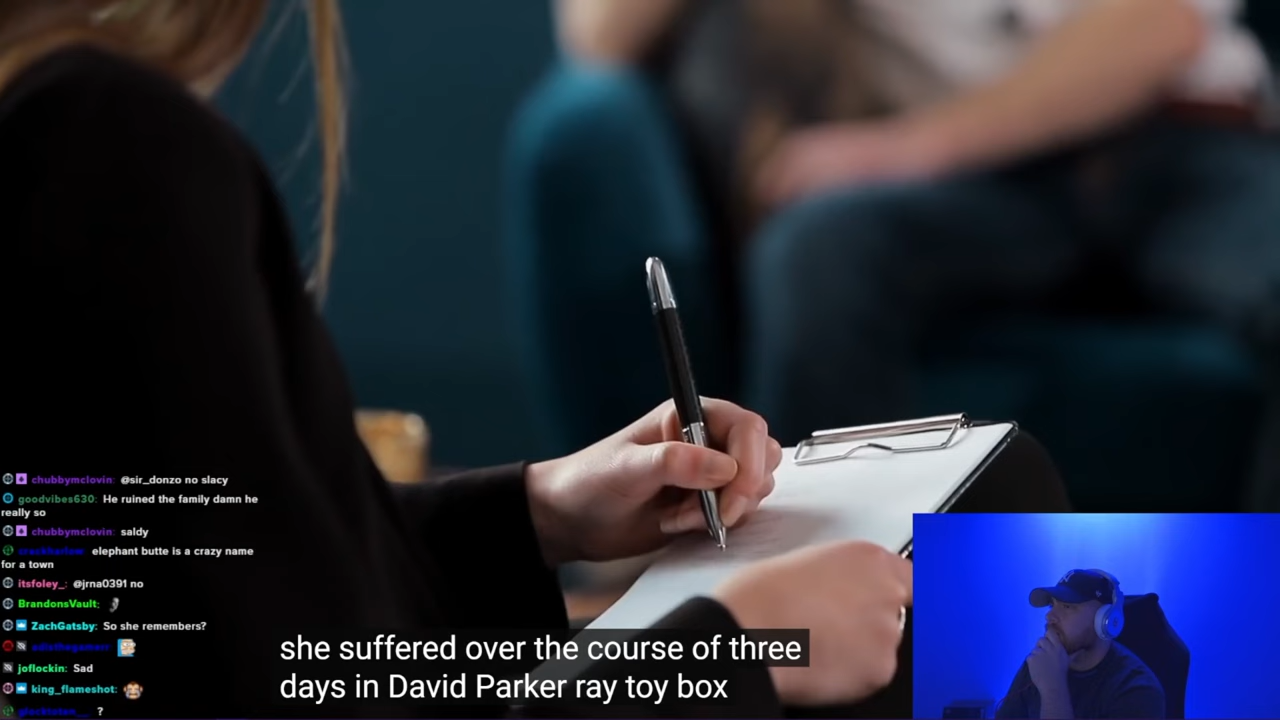 chubbymclovin: @sir_donzo no slacy
goodvibes630: He ruined the family damn he
really so
chubbymclovin: saldy
crackharlow: elephant butte is a crazy name
for a town
itsfoley_: @jrna0391 no
BrandonsVault:
ZachGatsby: So she remembers?
joflockin: Sad
king_flameshot:
?
she suffered over the course of three
days in David Parker ray toy box